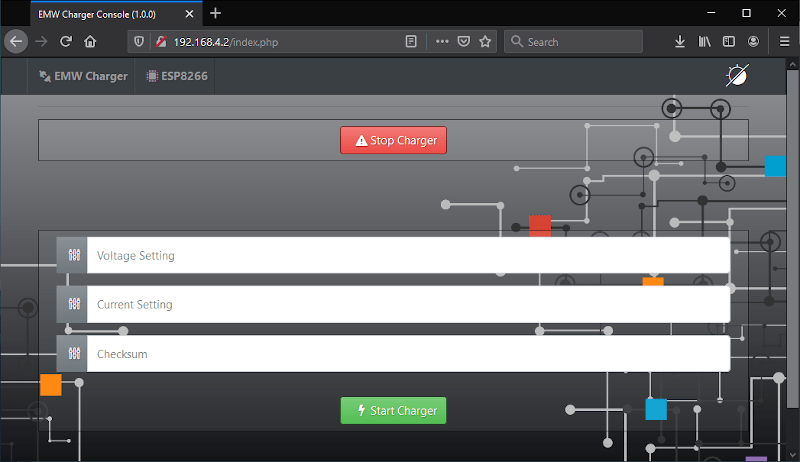 EMW Charger Console (1.0.0)
192.168.4.2/index.php
Search
EMW Charger
ESP8266
Stop Charger
Voltage Setting
Current Setting
Checksum
Start Charger